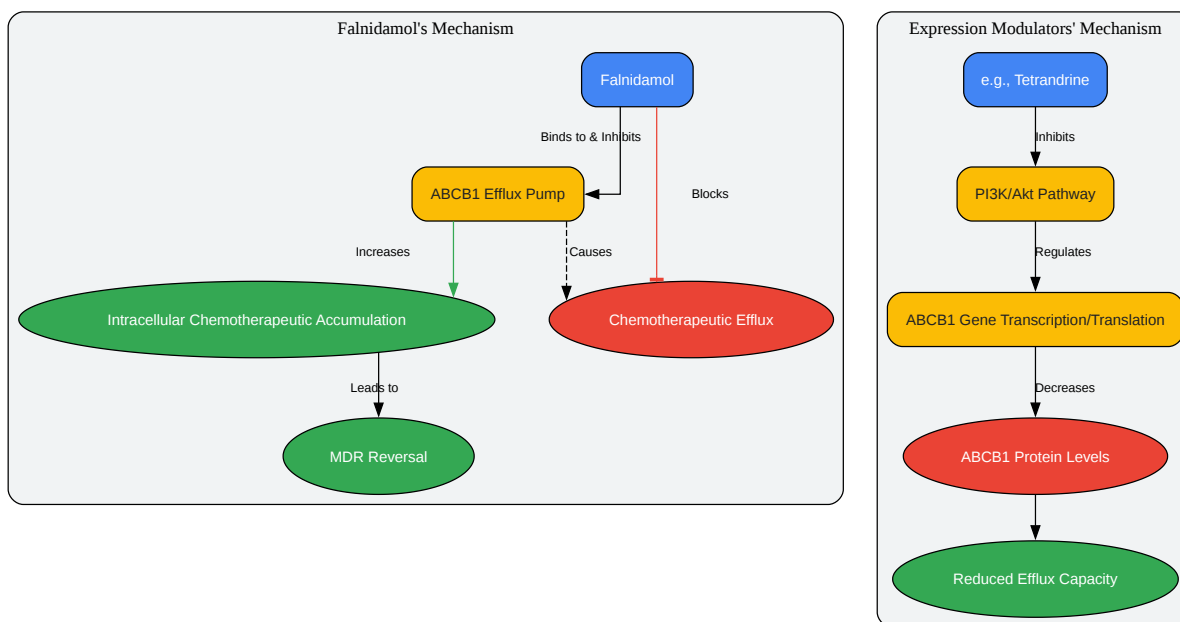 Falnidamol's Mechanism
Falnidamol
Binds to & Inhibits
Blocks
ABCB1 Efflux Pump
Increases
Causes
Intracellular Chemotherapeutic Accumulation
Chemotherapeutic Efflux
Leads to
MDR Reversal
Expression Modulators' Mechanism
e.g., Tetrandrine
Inhibits
PI3K/Akt Pathway
Regulates
ABCB1 Gene Transcription/Translation
Decreases
ABCB1 Protein Levels
Reduced Efflux Capacity